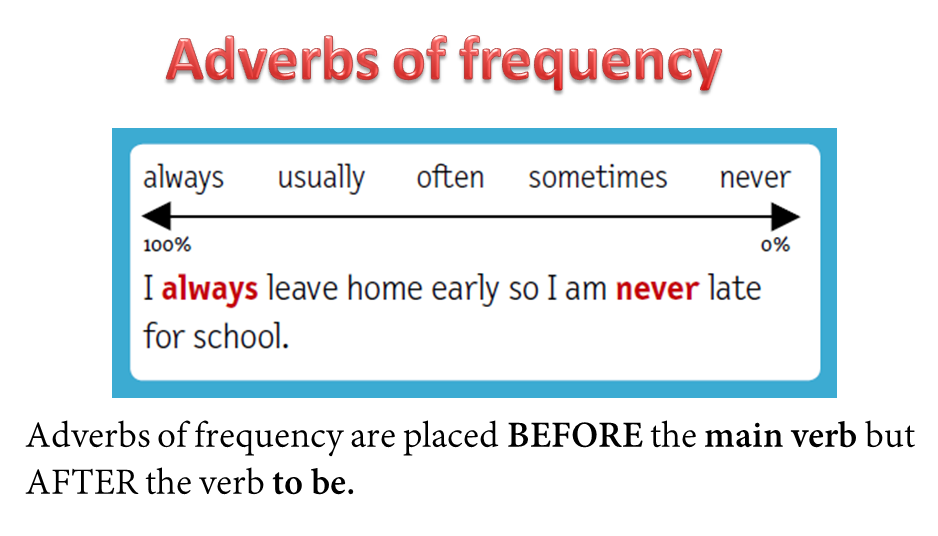 Adverbs of frequency
always usually often sometimes never
100% 0%
I always leave home early so I am never late
for school.
Adverbs of frequency are placed BEFORE the main verb but
AFTER the verb to be.